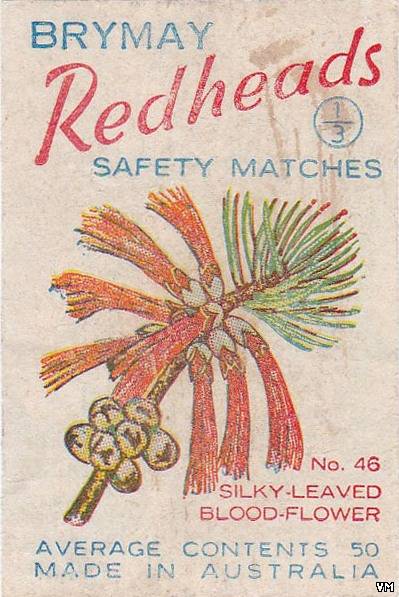 BRYMAY
Redheads
1/3
SAFETY MATCHES
No. 46
SILKY-LEAVED
BLOOD-FLOWER
AVERAGE CONTENTS 50
MADE IN AUSTRALIA
VM